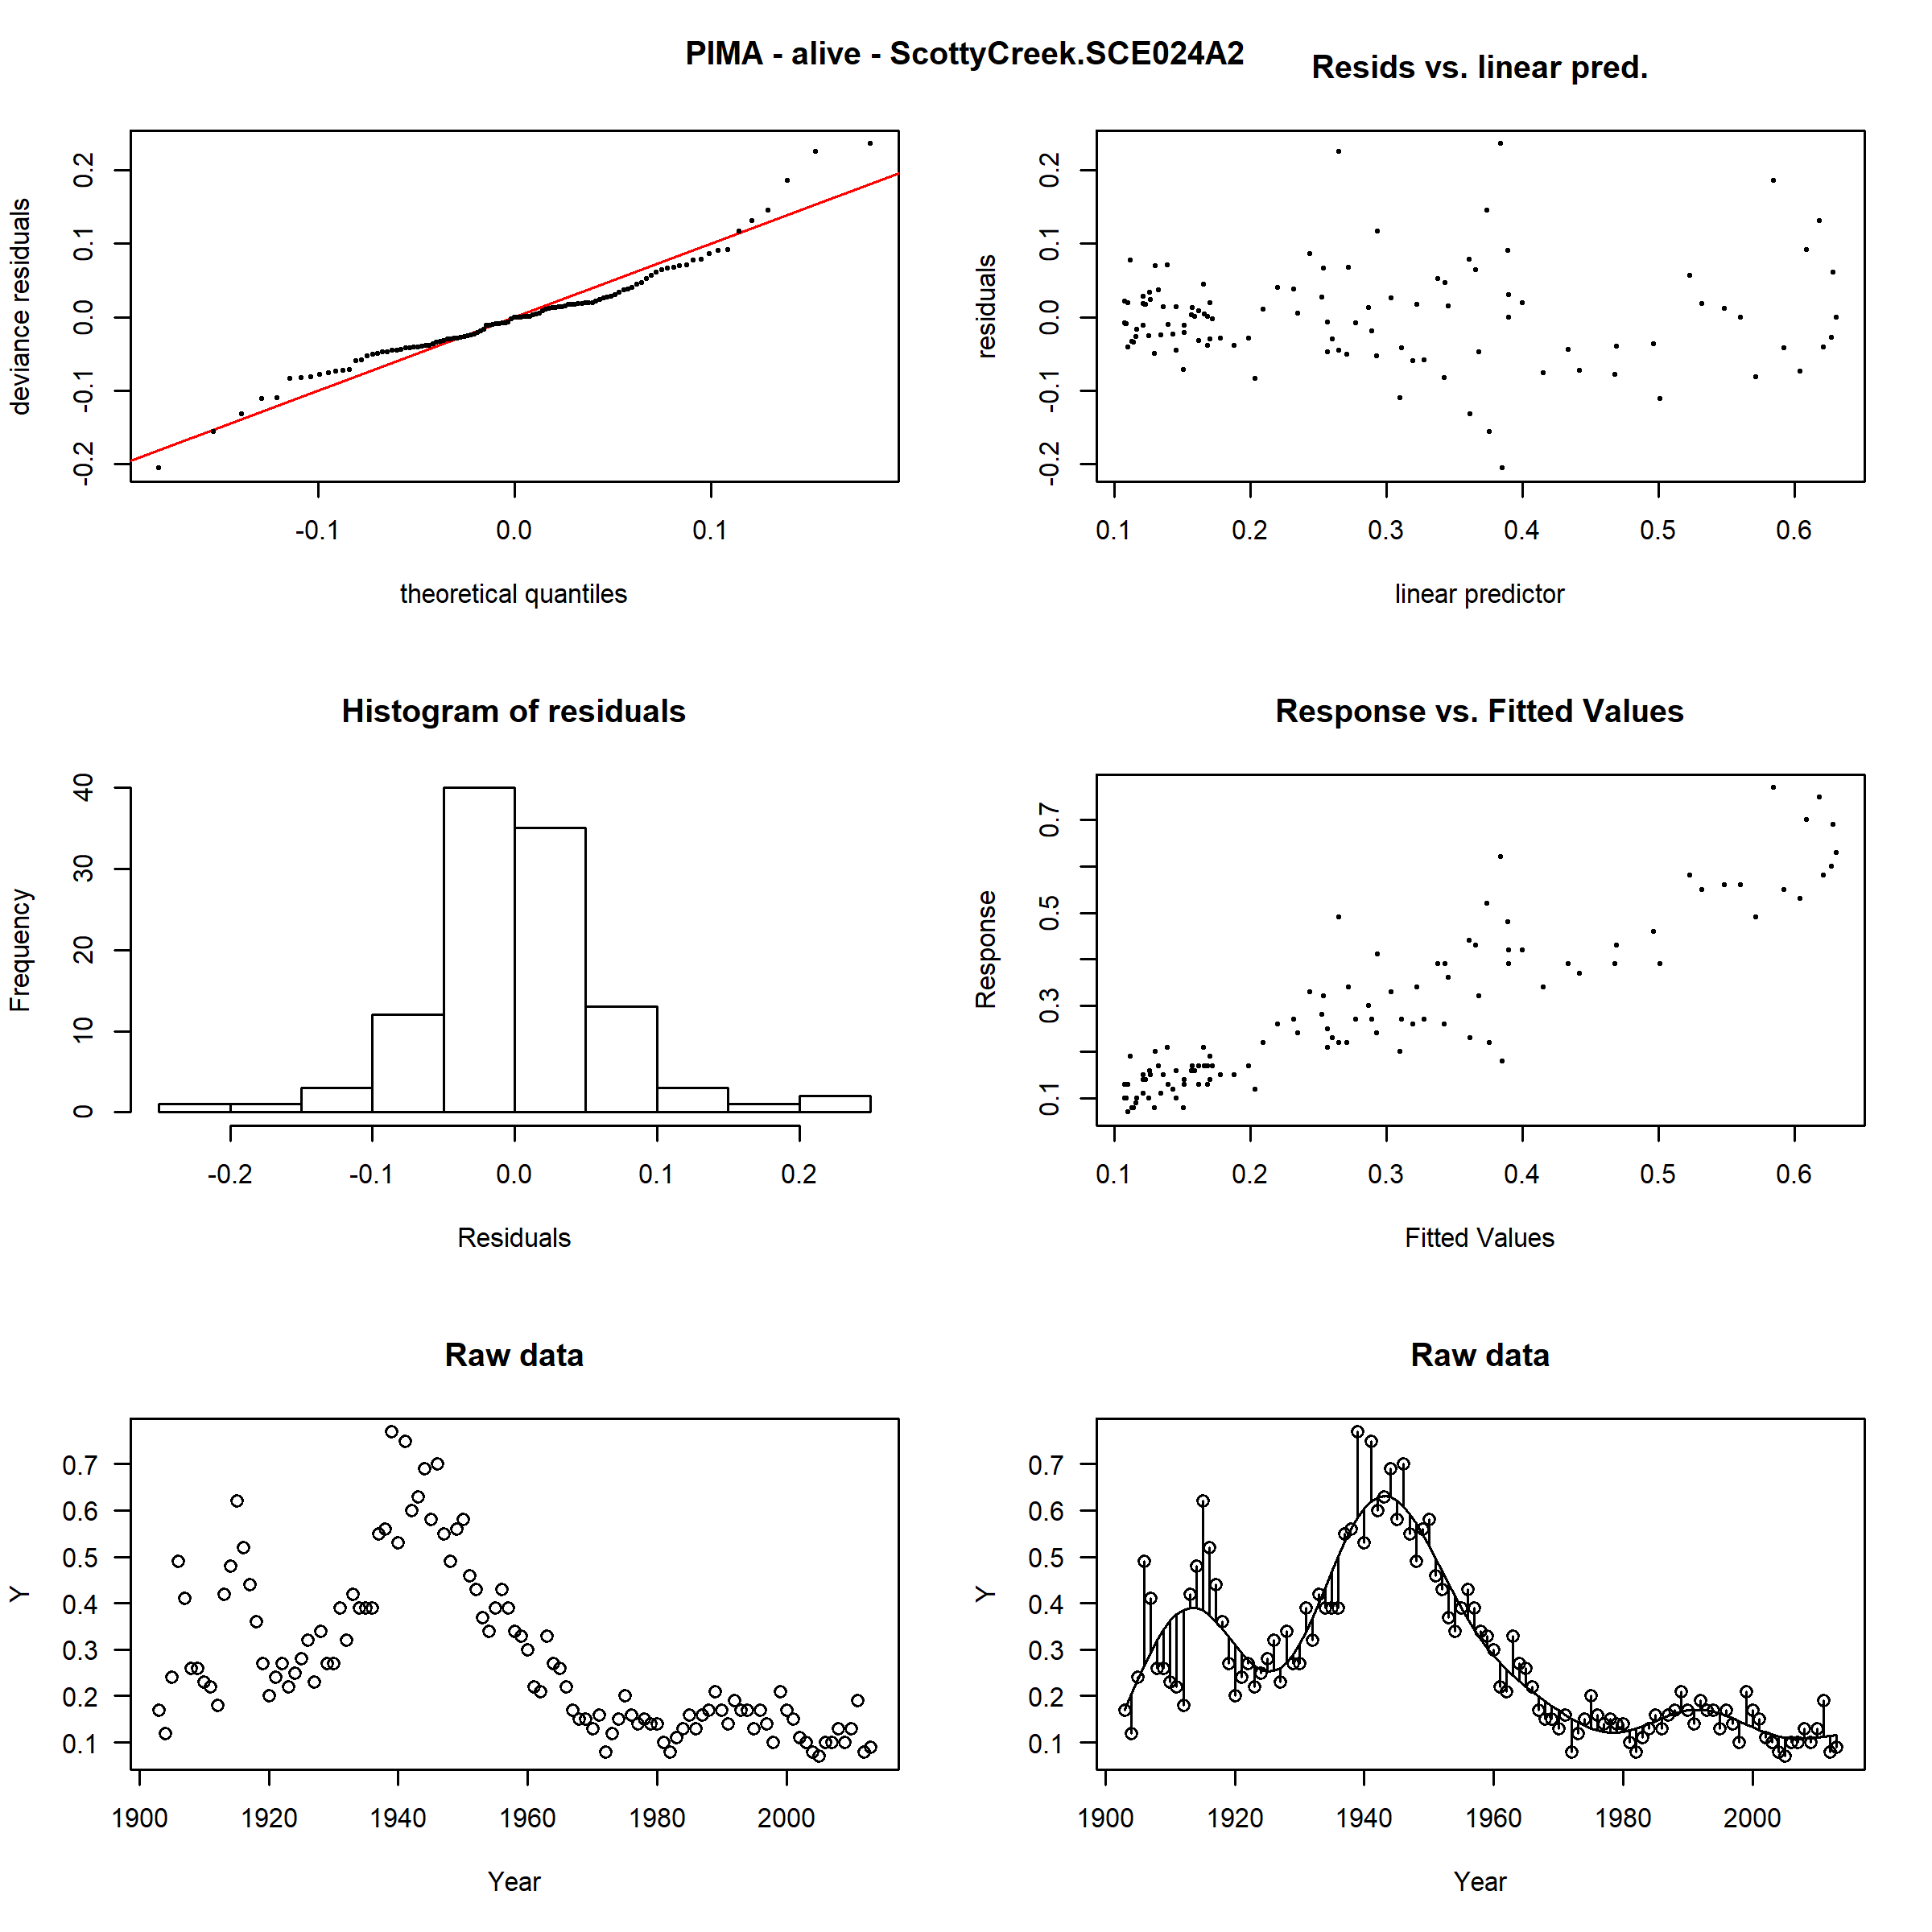 PIMA - alive - ScottyCreek.SCE024A2
Resids vs. linear pred.
deviance residuals
-0.2 -0.1 0.0 0.1 0.2
-0.1 0.0 0.1
theoretical quantiles
residuals
-0.2 -0.1 0.0 0.1 0.2
0.1 0.2 0.3 0.4 0.5 0.6
linear predictor
Histogram of residuals
Frequency
0 10 20 30 40
-0.2 -0.1 0.0 0.1 0.2
Residuals
Response vs. Fitted Values
Response
0.1 0.3 0.5 0.7
0.1 0.2 0.3 0.4 0.5 0.6
Fitted Values
Raw data
Y
0.7
0.6
0.5
0.4
0.3
0.2
0.1
1900 1920 1940 1960 1980 2000
Year
Raw data
Y
0.7
0.6
0.5
0.4
0.3
0.2
0.1
1900 1920 1940 1960 1980 2000
Year